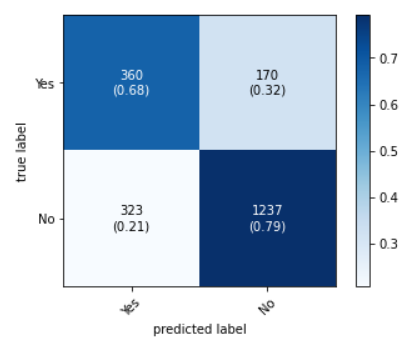 360
(0.68)
170
(0.32)
Yes
323
(0.21)
1237
(0.79)
No
true label
Yes
No
predicted label
0.7
0.6
0.5
0.4
0.3